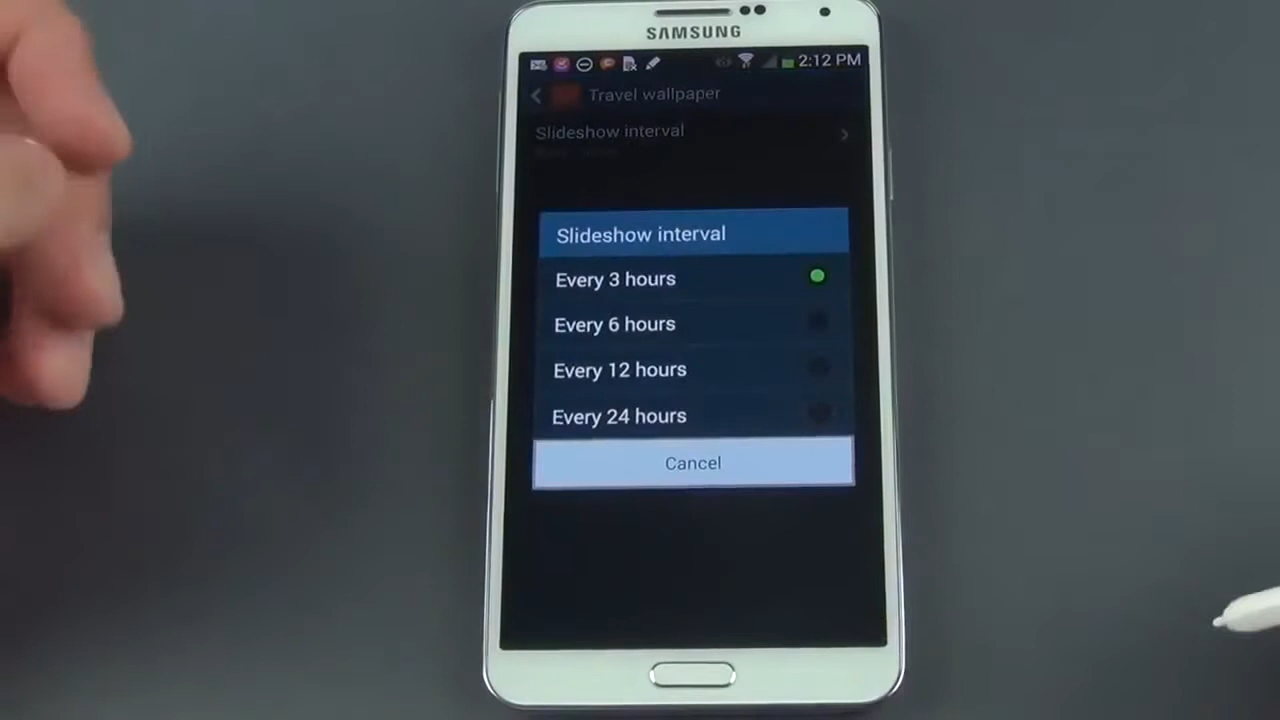 SAMSUNG
2:12 PM
Travel wallpaper
Slideshow interval
Slideshow interval
Every 3 hours
Every 6 hours
Every 12 hours
Every 24 hours
Cancel